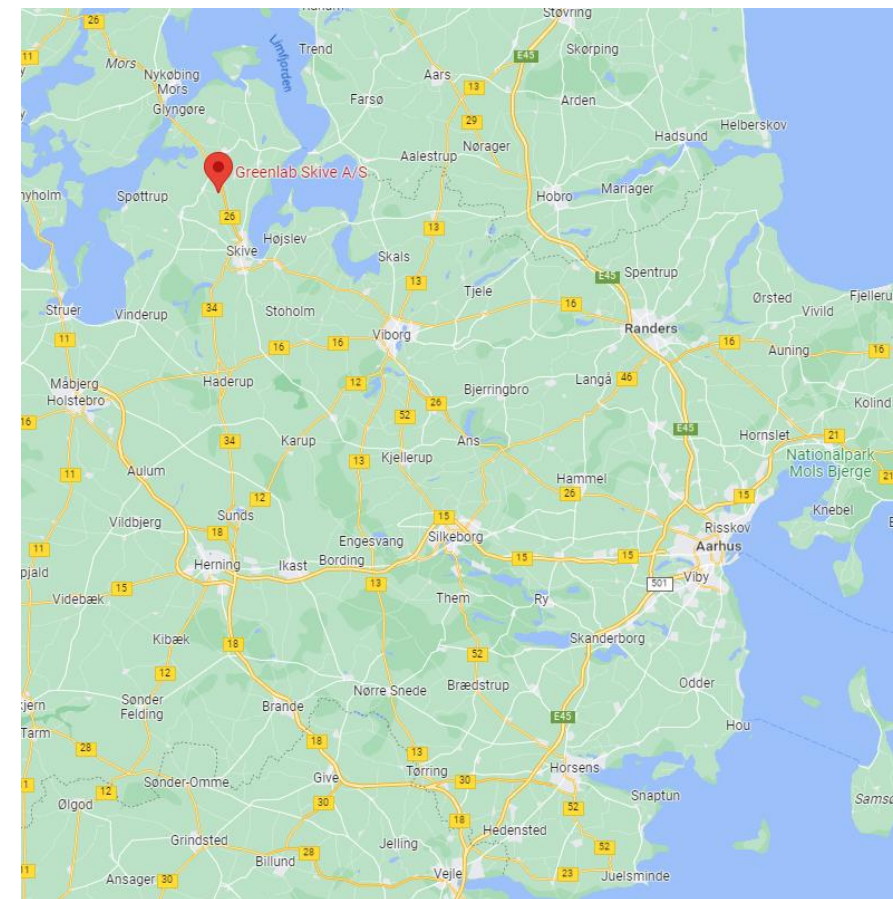 Støvring
26
E45
11
Mors
Trend
Skørping
Limfjorden
Nykøbing
Mors
Aars
13
Farsø
Arden
Glyngøre
29
Helberskov
Hadsund
Nørager
Aalestrup
Greenlab Skive A/S
Spøttrup
Hobro
Mariager
26
13
Højslev
Skive
Skals
E45
Spentrup
13
Tjele
Ørsted
Struer
34
16
Vinderup
Stoholm
Vivild
Viborg
Randers
11
16
16
16
Auning
16
Måbjerg
Holstebro
Haderup
12
Langå
46
Bjerringbro
52
26
16
E45
34
Karup
Ans
Hornslet
21
Kjellerup
13
Nationalpark
Mols Bjerge
11
Aulum
Hammel
21
12
26
15
Knebel
Vildbjerg
Sunds
15
Risskov
18
Silkeborg
Aarhus
11
Engesvang
15
15
Herning
Ikast
Bording
Viby
501
15
13
Videbæk
Them
Ry
Kibæk
18
Skanderborg
12
52
Odder
Nørre Snede
Brædstrup
Sønder
Felding
Brande
E45
Hou
Tarm
18
28
13
Tørring
Horsens
Sønder-Omme
Give
30
12
Ølgod
30
52
Snaptun
18
Hedensted
Grindsted
Jelling
52
28
Billund
Vejle
23
Juelsminde
Ansager
30